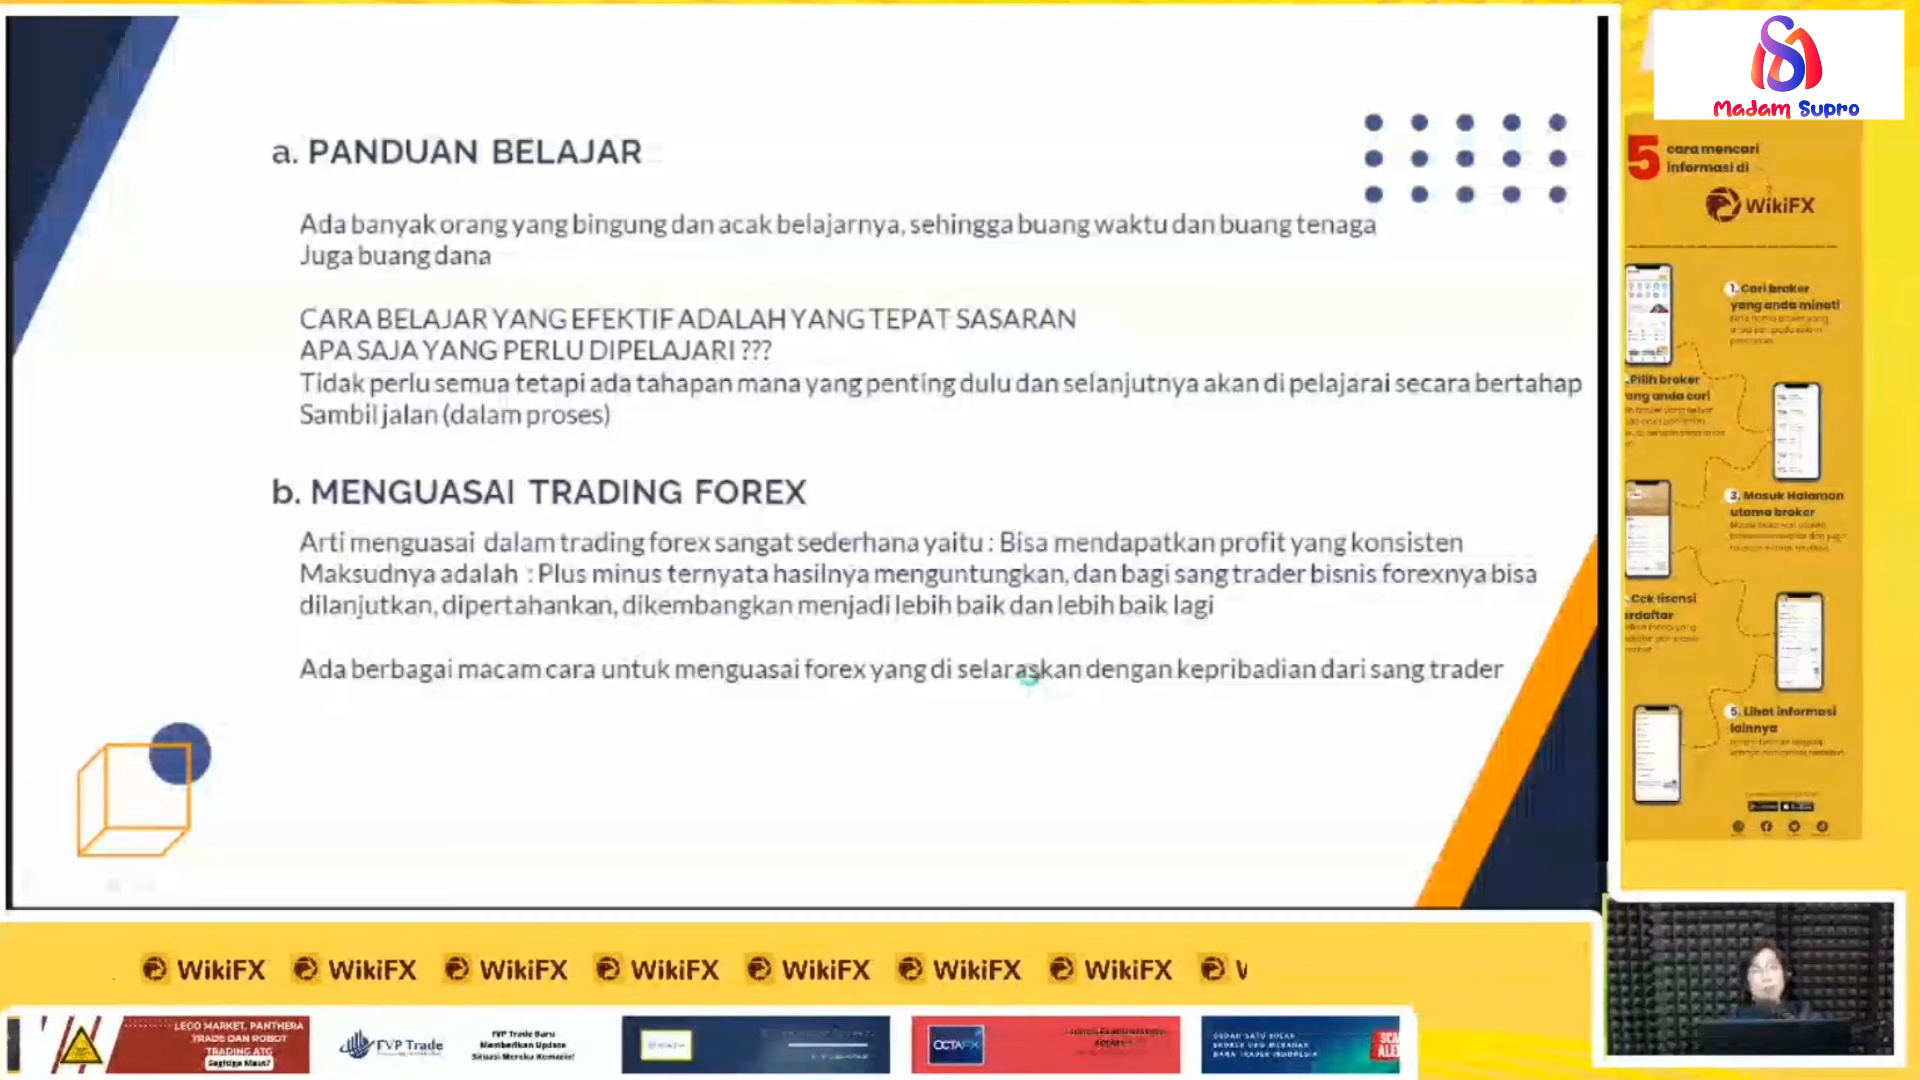 a. PANDUAN BELAJAR
Ada banyak orang yang bingung dan acak belajarnya, sehingga buang waktu dan buang tenaga
Juga buang dana
CARA BELAJAR YANG EFEKTIF ADALAH YANG TEPAT SASARAN
APA SAJA YANG PERLU DIPELAJARI ???
Tidak perlu semua tetapi ada tahapan mana yang penting dulu dan selanjutnya akan di pelajarai secara bertahap
Sambil jalan (dalam proses)
b. MENGUASAI TRADING FOREX
Arti menguasai dalam trading forex sangat sederhana yaitu : Bisa mendapatkan profit yang konsisten
Maksudnya adalah : Plus minus ternyata hasilnya menguntungkan, dan bagi sang trader bisnis forexnya bisa
dilanjutkan, dipertahankan, dikembangkan menjadi lebih baik dan lebih baik lagi
Ada berbagai macam cara untuk menguasai forex yang di selaraskan dengan kepribadian dari sang trader
Madam Supro
5 cara mencari
informasi di
WikiFX
1. Cari broker
yang anda minati
Pilih broker
ang anda cari
3. Masuk Halaman
utama broker
Cek lisensi
erdaftar
5. Lihat informasi
lainnya
WikiFX WikiFX WikiFX WikiFX WikiFX WikiFX WikiFX
LEGO MARKET, PANTHERA
TRADE DAN ROBOT
TRADING ATG
Segitiga Maut?
FVP Trade
FVP Trade Baru
Memberikan Update
Situasi Mereka Kemarin!
OCTAFX